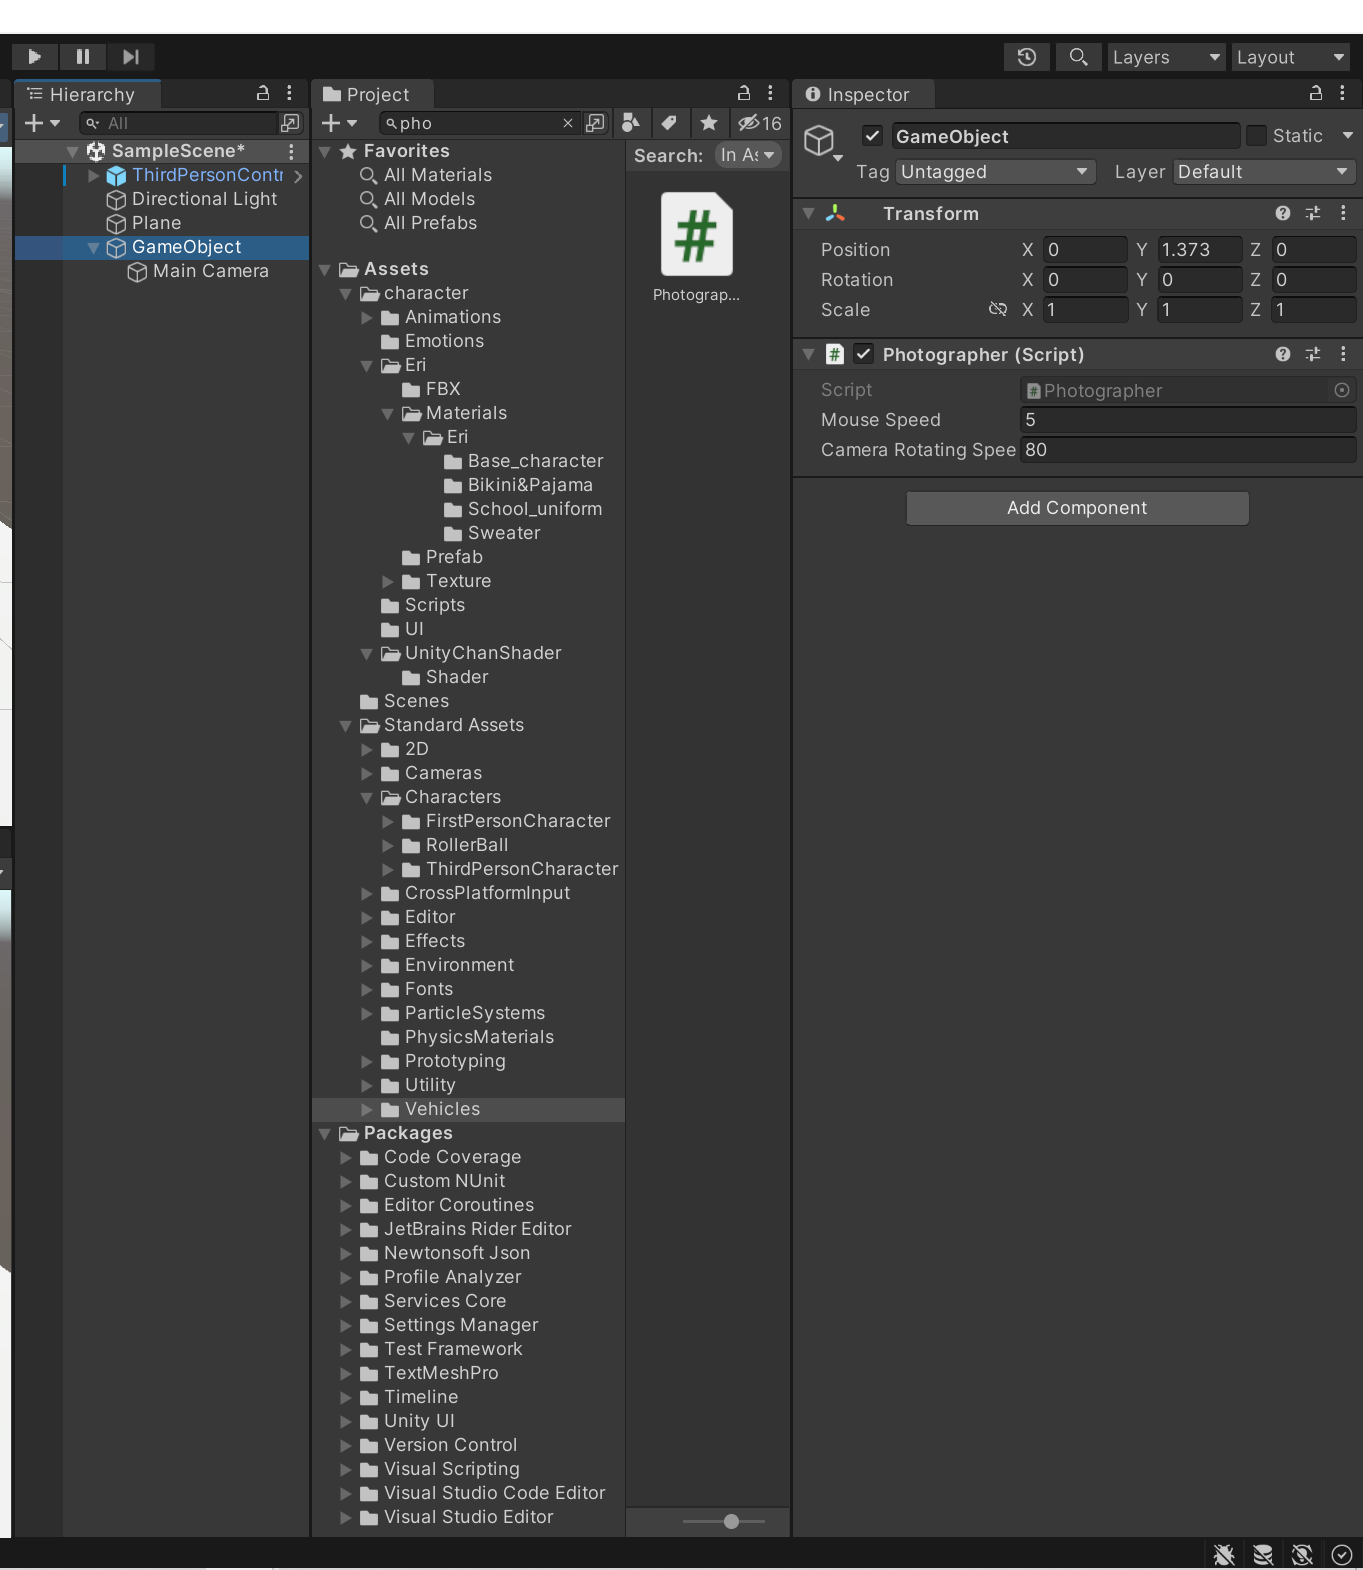 Layers
Layout
Hierarchy
All
SampleScene*
ThirdPersonContr
Directional Light
Plane
GameObject
Main Camera
Project
pho
16
Favorites
All Materials
All Models
All Prefabs
Assets
character
Animations
Emotions
Eri
FBX
Materials
Eri
Base_character
Bikini&Pajama
School_uniform
Sweater
Prefab
Texture
Scripts
UI
UnityChanShader
Shader
Scenes
Standard Assets
2D
Cameras
Characters
FirstPersonCharacter
RollerBall
ThirdPersonCharacter
CrossPlatformInput
Editor
Effects
Environment
Fonts
ParticleSystems
PhysicsMaterials
Prototyping
Utility
Vehicles
Packages
Code Coverage
Custom NUnit
Editor Coroutines
JetBrains Rider Editor
Newtonsoft Json
Profile Analyzer
Services Core
Settings Manager
Test Framework
TextMeshPro
Timeline
Unity UI
Version Control
Visual Scripting
Visual Studio Code Editor
Visual Studio Editor
Search: In As
#
Photograp...
Inspector
GameObject Static
Tag Untagged Layer Default
Transform
Position X 0 Y 1.373 Z 0
Rotation X 0 Y 0 Z 0
Scale X 1 Y 1 Z 1
# Photographer (Script)
Script # Photographer
Mouse Speed 5
Camera Rotating Spee 80
Add Component